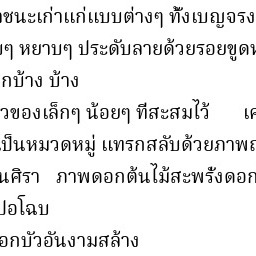 าชนะเก่าแก่แบบต่างๆ ทั้งเบญจรง
ยๆ หยาบๆ ประดับลายด้วยรอยขูดห
กบ้าง บ้าง
าวของเล็กๆ น้อยๆ ที่สะสมไว้ เค
เป็นหมวดหมู่ แทรกสลับด้วยภาพถ
นศิรา ภาพดอกต้นไม้สะพรั่งดอก
ปอโฉบ
อกบัวอันงามสล้าง